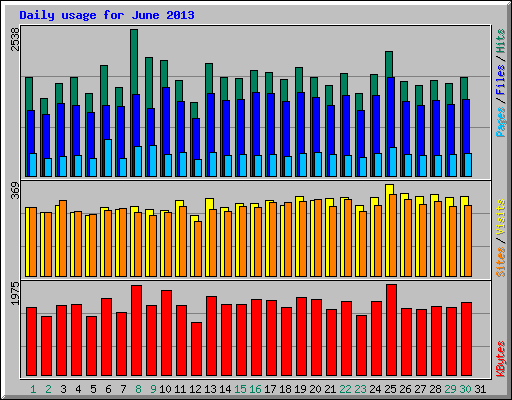 Daily usage for June 2013
2538
Pages / Files / Hits
369
Sites / Visits
1975
KBytes
1 2 3 4 5 6 7 8 9 10 11 12 13 14 15 16 17 18 19 20 21 22 23 24 25 26 27 28 29 30 31